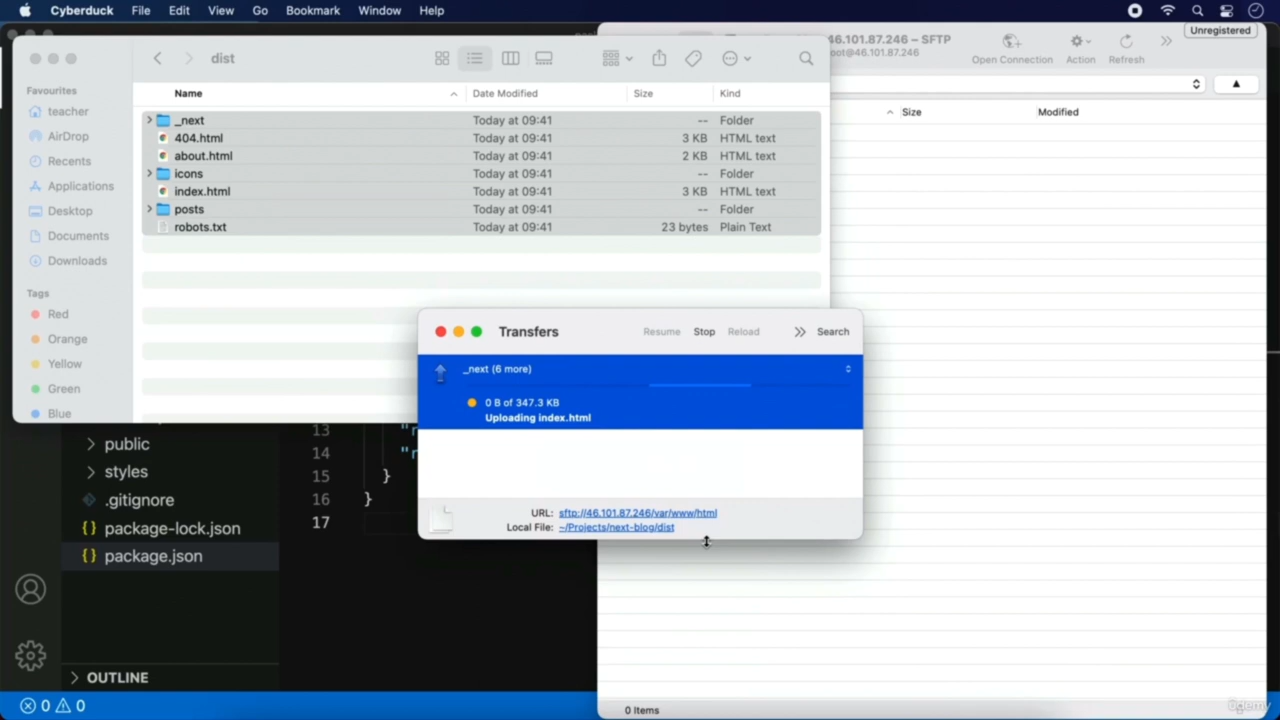 Cyberduck File Edit View Go Bookmark Window Help
Unregistered
46.101.87.246 – SFTP
oot@46.101.87.246
Open Connection Action Refresh
Size Modified
0 Items
dist
Favourites
teacher
AirDrop
Recents
Applications
Desktop
Documents
Downloads
Tags
Red
Orange
Yellow
Green
Blue
Name Date Modified Size Kind
_next Today at 09:41 -- Folder
404.html Today at 09:41 3 KB HTML text
about.html Today at 09:41 2 KB HTML text
icons Today at 09:41 -- Folder
index.html Today at 09:41 3 KB HTML text
posts Today at 09:41 -- Folder
robots.txt Today at 09:41 23 bytes Plain Text
Transfers Resume Stop Reload Search
_next (6 more)
0 B of 347.3 KB
Uploading index.html
URL: sftp://46.101.87.246/var/www/html
Local File: ~/Projects/next-blog/dist
public
styles
.gitignore
{} package-lock.json
{} package.json
OUTLINE
13 "r
14 "r
15 }
16 }
17
0 0
ûdemy